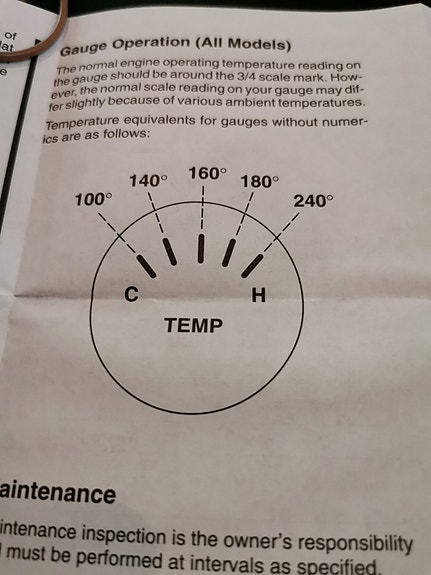 of
lat
e
Gauge Operation (All Models)
The normal engine operating temperature reading on
the gauge should be around the 3/4 scale mark. How-
ever, the normal scale reading on your gauge may dif-
fer slightly because of various ambient temperatures.
Temperature equivalents for gauges without numer-
ics are as follows:
100° 140° 160° 180° 240°
C H
TEMP
aintenance
intenance inspection is the owner's responsibility
must be performed at intervals as specified.